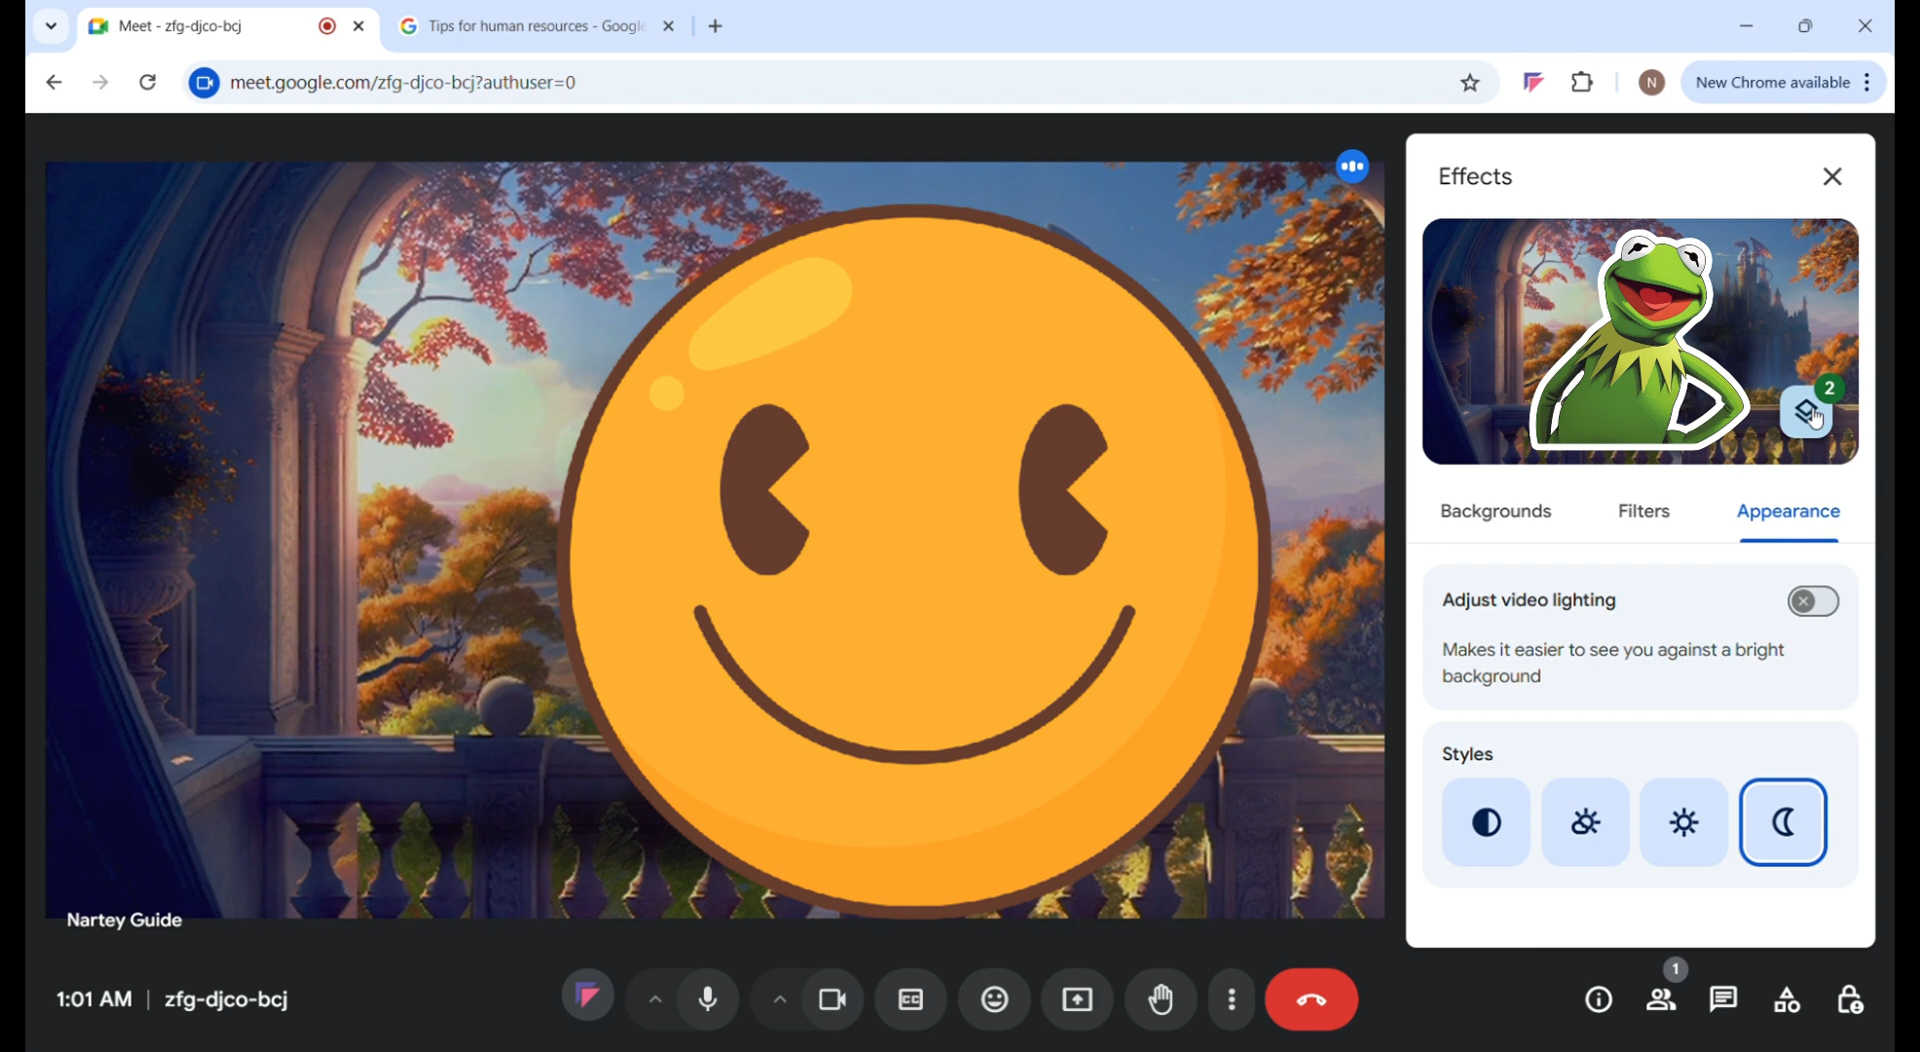 Meet - zfg-djco-bcj
Tips for human resources - Google
meet.google.com/zfg-djco-bcj?authuser=0
N
New Chrome available
Effects
2
Backgrounds
Filters
Appearance
Adjust video lighting
Makes it easier to see you against a bright
background
Styles
Nartey Guide
1:01 AM | zfg-djco-bcj
CC
1